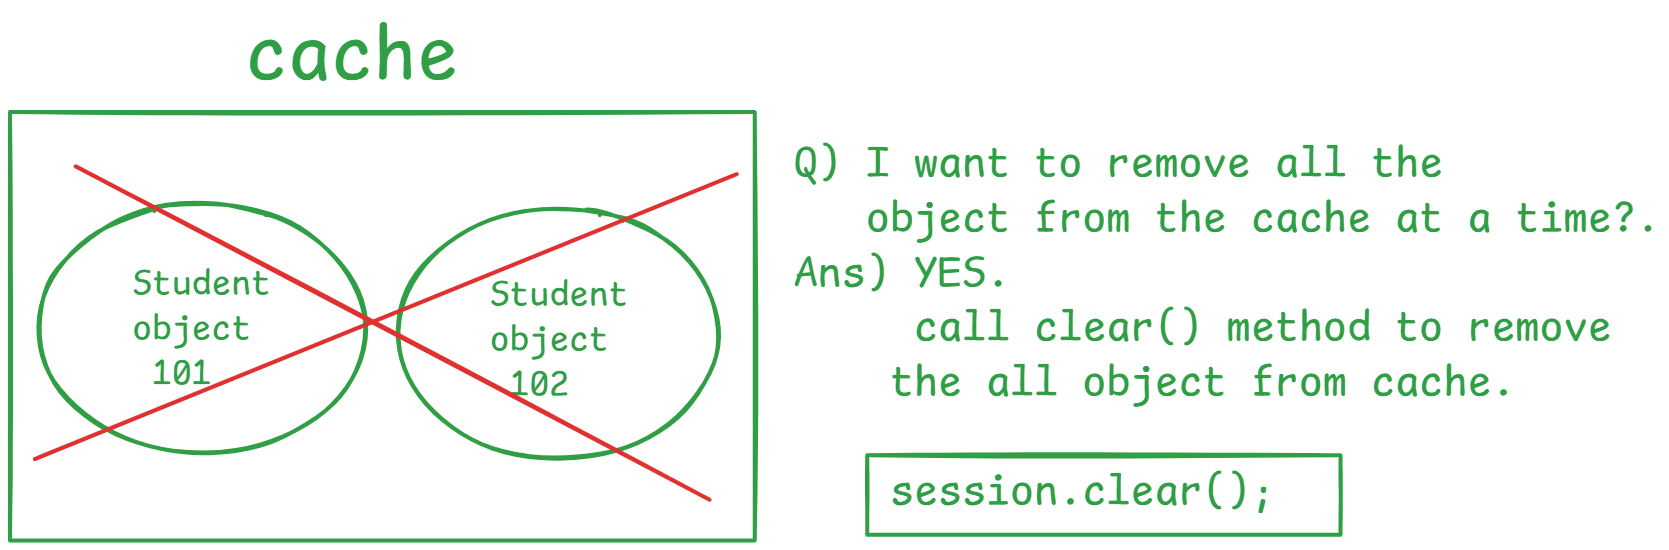 cache
Student
object
101
Student
object
102
Q) I want to remove all the
object from the cache at a time?.
Ans) YES.
call clear() method to remove
the all object from cache.
session.clear();